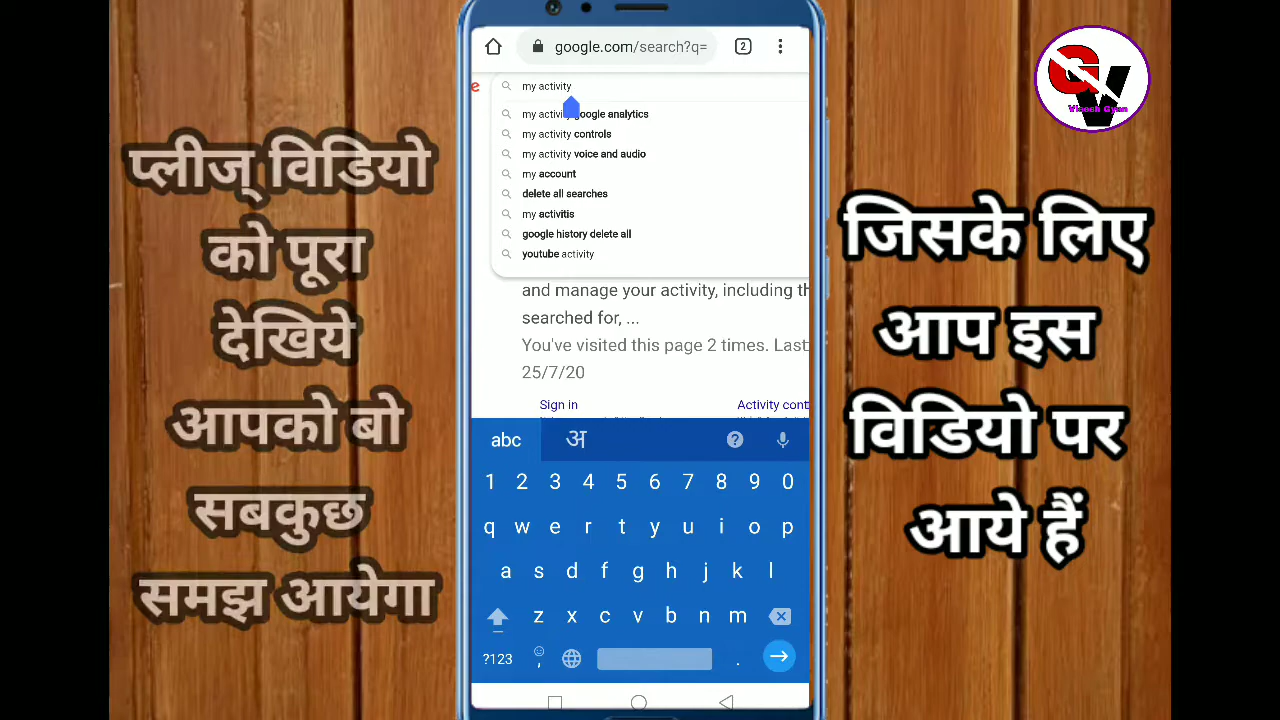 प्लीज् विडियो
को पूरा
देखिये
आपको बो
सबकुछ
समझ आयेगा
google.com/search?q=
2
e
my activity
my activity google analytics
my activity controls
my activity voice and audio
my account
delete all searches
my activitis
google history delete all
youtube activity
and manage your activity, including th
searched for, ...
You've visited this page 2 times. Last
25/7/20
Sign in
Activity cont
abc अ ?
1 2 3 4 5 6 7 8 9 0
q w e r t y u i o p
a s d f g h j k l
z x c v b n m
?123 , .
GV
जिसके लिए
आप इस
विडियो पर
आये हैं